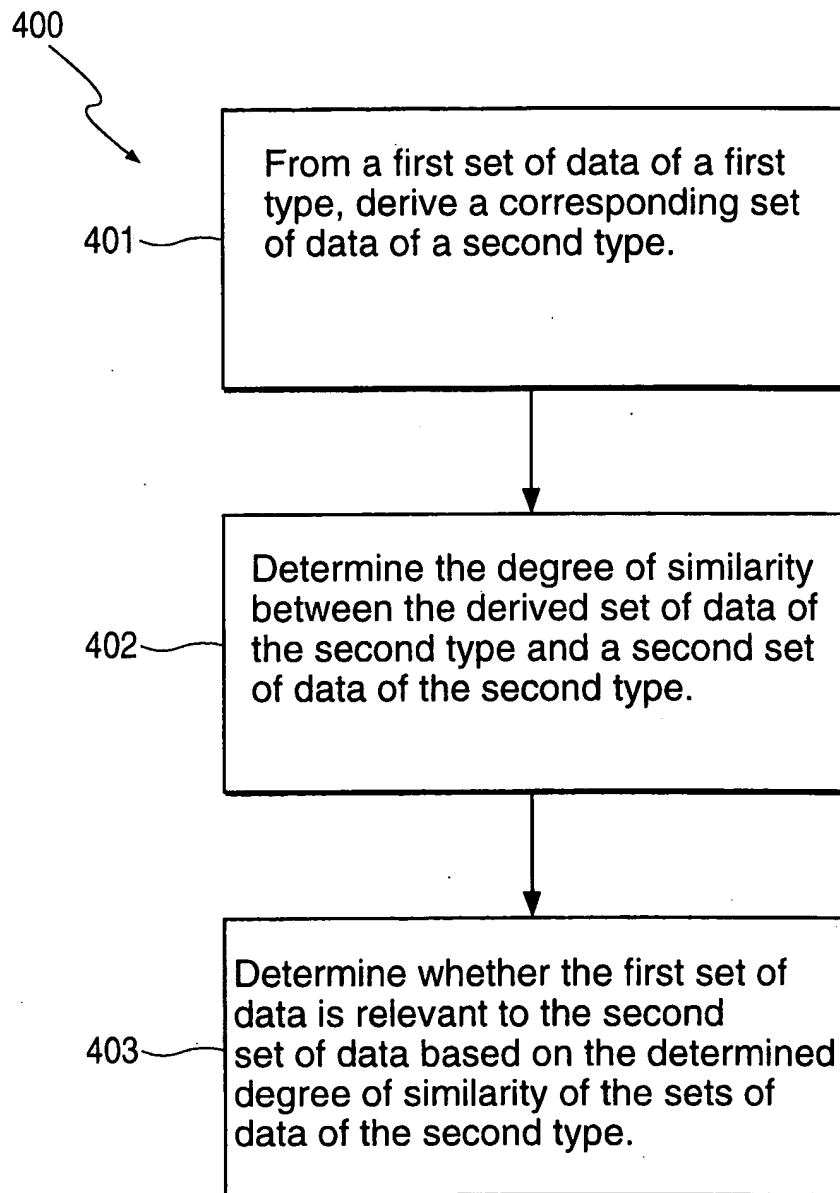 400
From a first set of data of a first
type, derive a corresponding set
of data of a second type.
401
Determine the degree of similarity
between the derived set of data of
the second type and a second set
of data of the second type.
402
Determine whether the first set of
data is relevant to the second
set of data based on the determined
degree of similarity of the sets of
data of the second type.
403